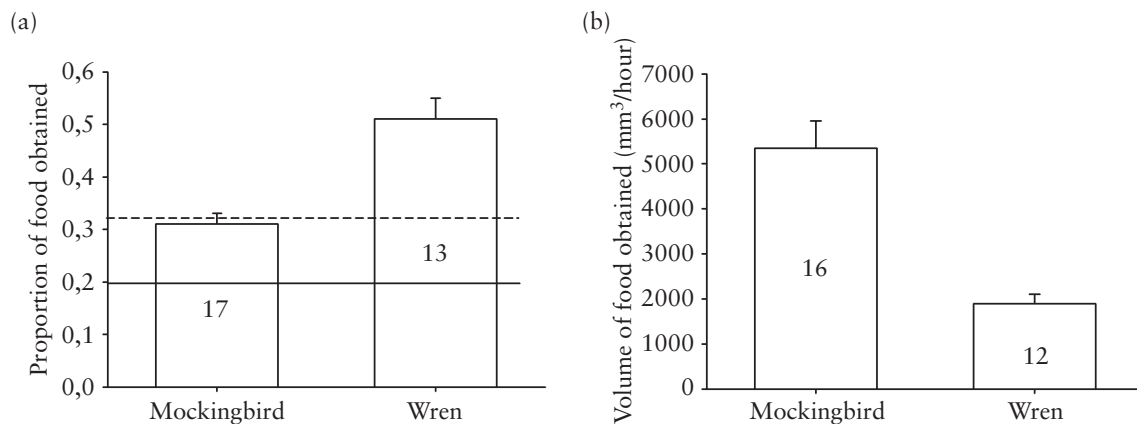 (a)
Proportion of food obtained
0,6
0,5
0,4
0,3
0,2
0,1
0,0
17
13
Mockingbird
Wren
(b)
Volume of food obtained (mm³/hour)
7000
6000
5000
4000
3000
2000
1000
0
16
12
Mockingbird
Wren